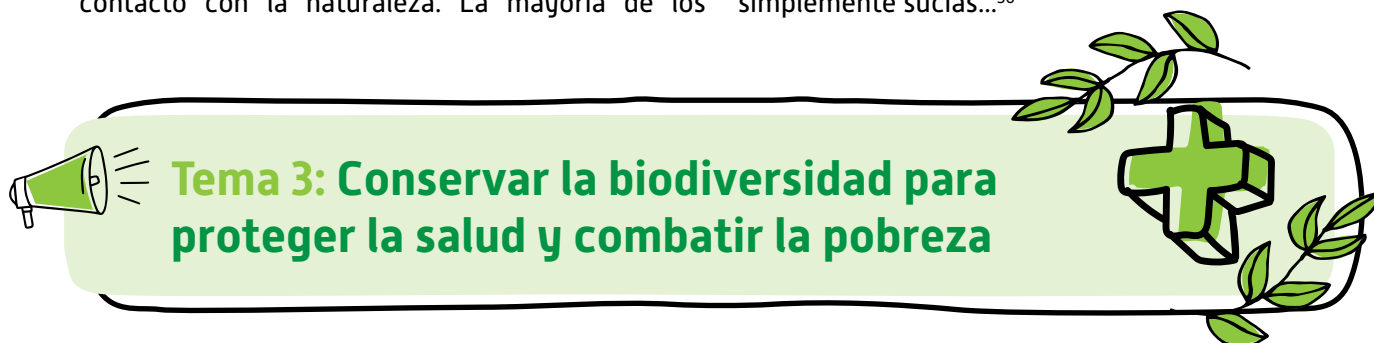 contacto con la naturaleza. La mayoría de los
simplemente sucias...³⁸
Tema 3: Conservar la biodiversidad para
proteger la salud y combatir la pobreza